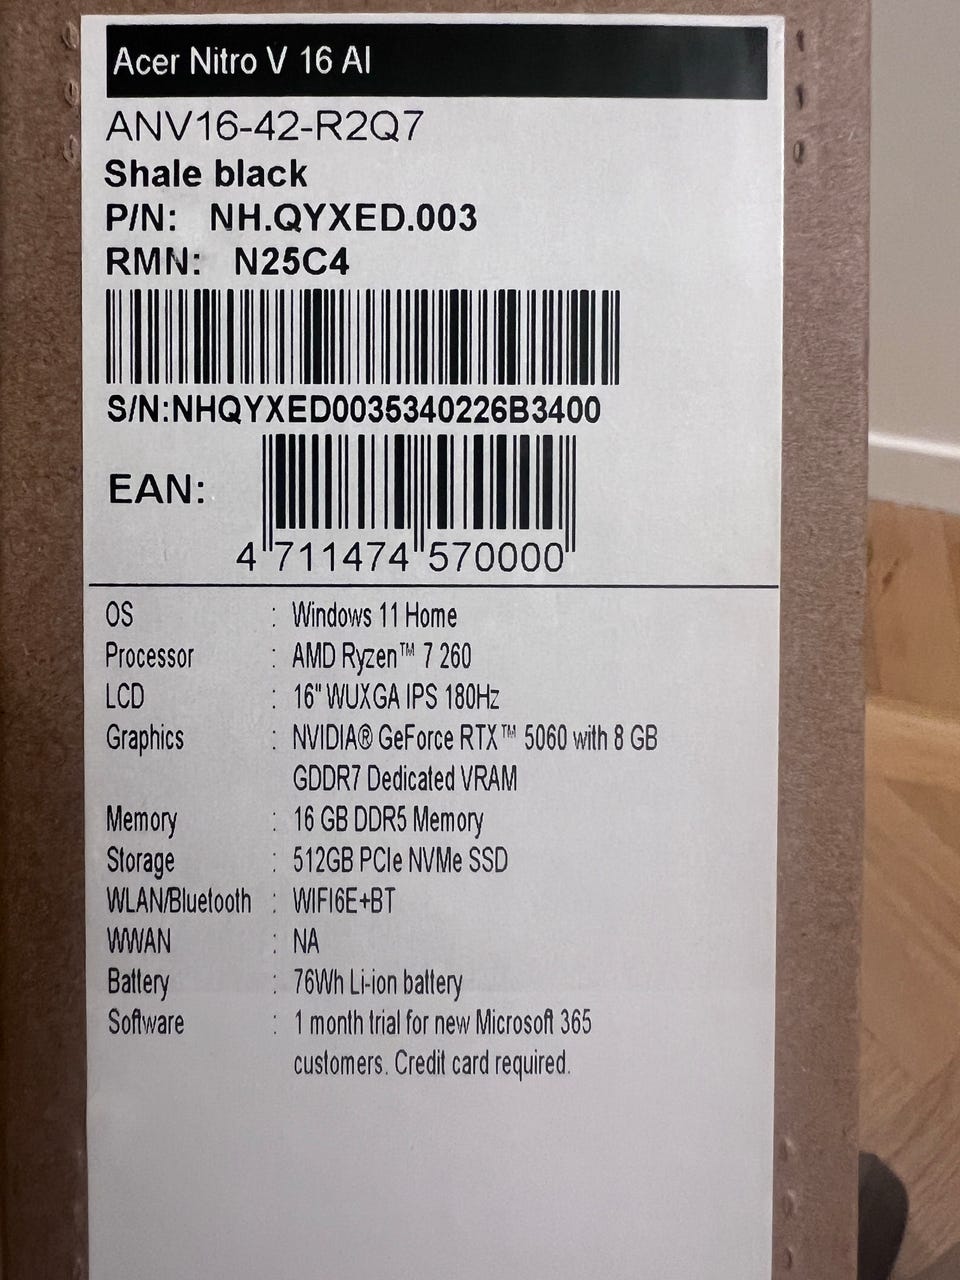 Acer Nitro V 16 AI
ANV16-42-R2Q7
Shale black
P/N: NH.QYXED.003
RMN: N25C4
S/N:NHQYXED0035340226B3400
EAN:
4 711474 570000
OS : Windows 11 Home
Processor : AMD Ryzen™ 7 260
LCD : 16" WUXGA IPS 180Hz
Graphics : NVIDIA® GeForce RTX™ 5060 with 8 GB
GDDR7 Dedicated VRAM
Memory : 16 GB DDR5 Memory
Storage : 512GB PCIe NVMe SSD
WLAN/Bluetooth : WIFI6E+BT
WWAN : NA
Battery : 76Wh Li-ion battery
Software : 1 month trial for new Microsoft 365
customers. Credit card required.